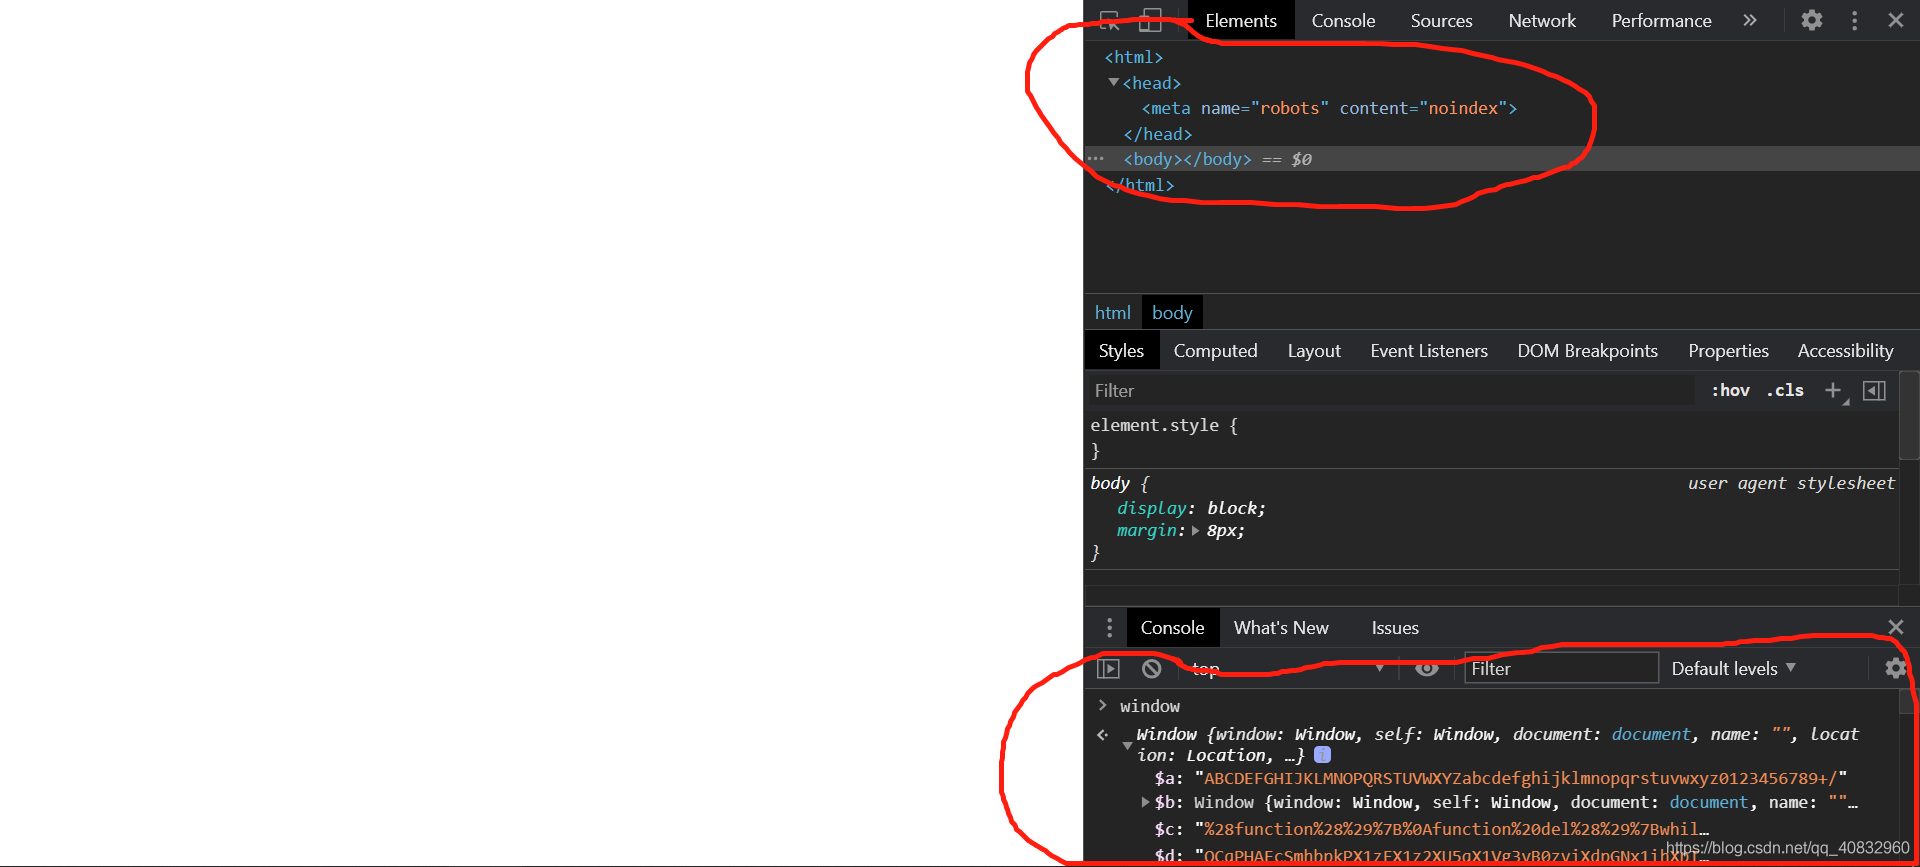 Elements Console Sources Network Performance »
<html>
<head>
<meta name="robots" content="noindex">
</head>
... <body></body> == $0
</html>
html body
Styles Computed Layout Event Listeners DOM Breakpoints Properties Accessibility
Filter :hov .cls +
element.style {
}
body { user agent stylesheet
display: block;
margin: 8px;
}
Console What's New Issues
top Filter Default levels
> window
Window {window: Window, self: Window, document: document, name: "", locat
ion: Location, …} i
$a: "ABCDEFGHIJKLMNOPQRSTUVWXYZabcdefghijklmnopqrstuvwxyz0123456789+/"
$b: Window {window: Window, self: Window, document: document, name: ""…
$c: "%28function%28%29%7B%0Afunction%20del%28%29%7Bwhil…
$d:
https://blog.csdn.net/qq_40832960